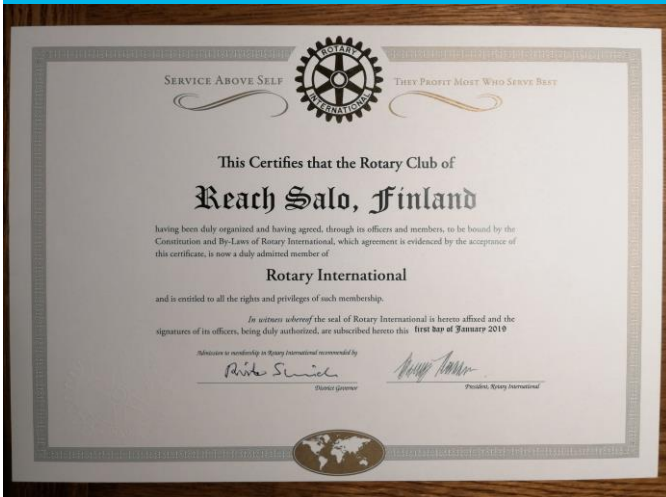 ROTARY
INTERNATIONAL
SERVICE ABOVE SELF
THEY PROFIT MOST WHO SERVE BEST
This Certifies that the Rotary Club of
Reach Salo, Finland
having been duly organized and having agreed, through its officers and members, to be bound by the
Constitution and By-Laws of Rotary International, which agreement is evidenced by the acceptance of
this certificate, is now a duly admitted member of
Rotary International
and is entitled to all the rights and privileges of such membership.
In witness whereof the seal of Rotary International is hereto affixed and the
signatures of its officers, being duly authorized, are subscribed hereto this first day of January 2019
Admission to membership in Rotary International recommended by
District Governor
President, Rotary International